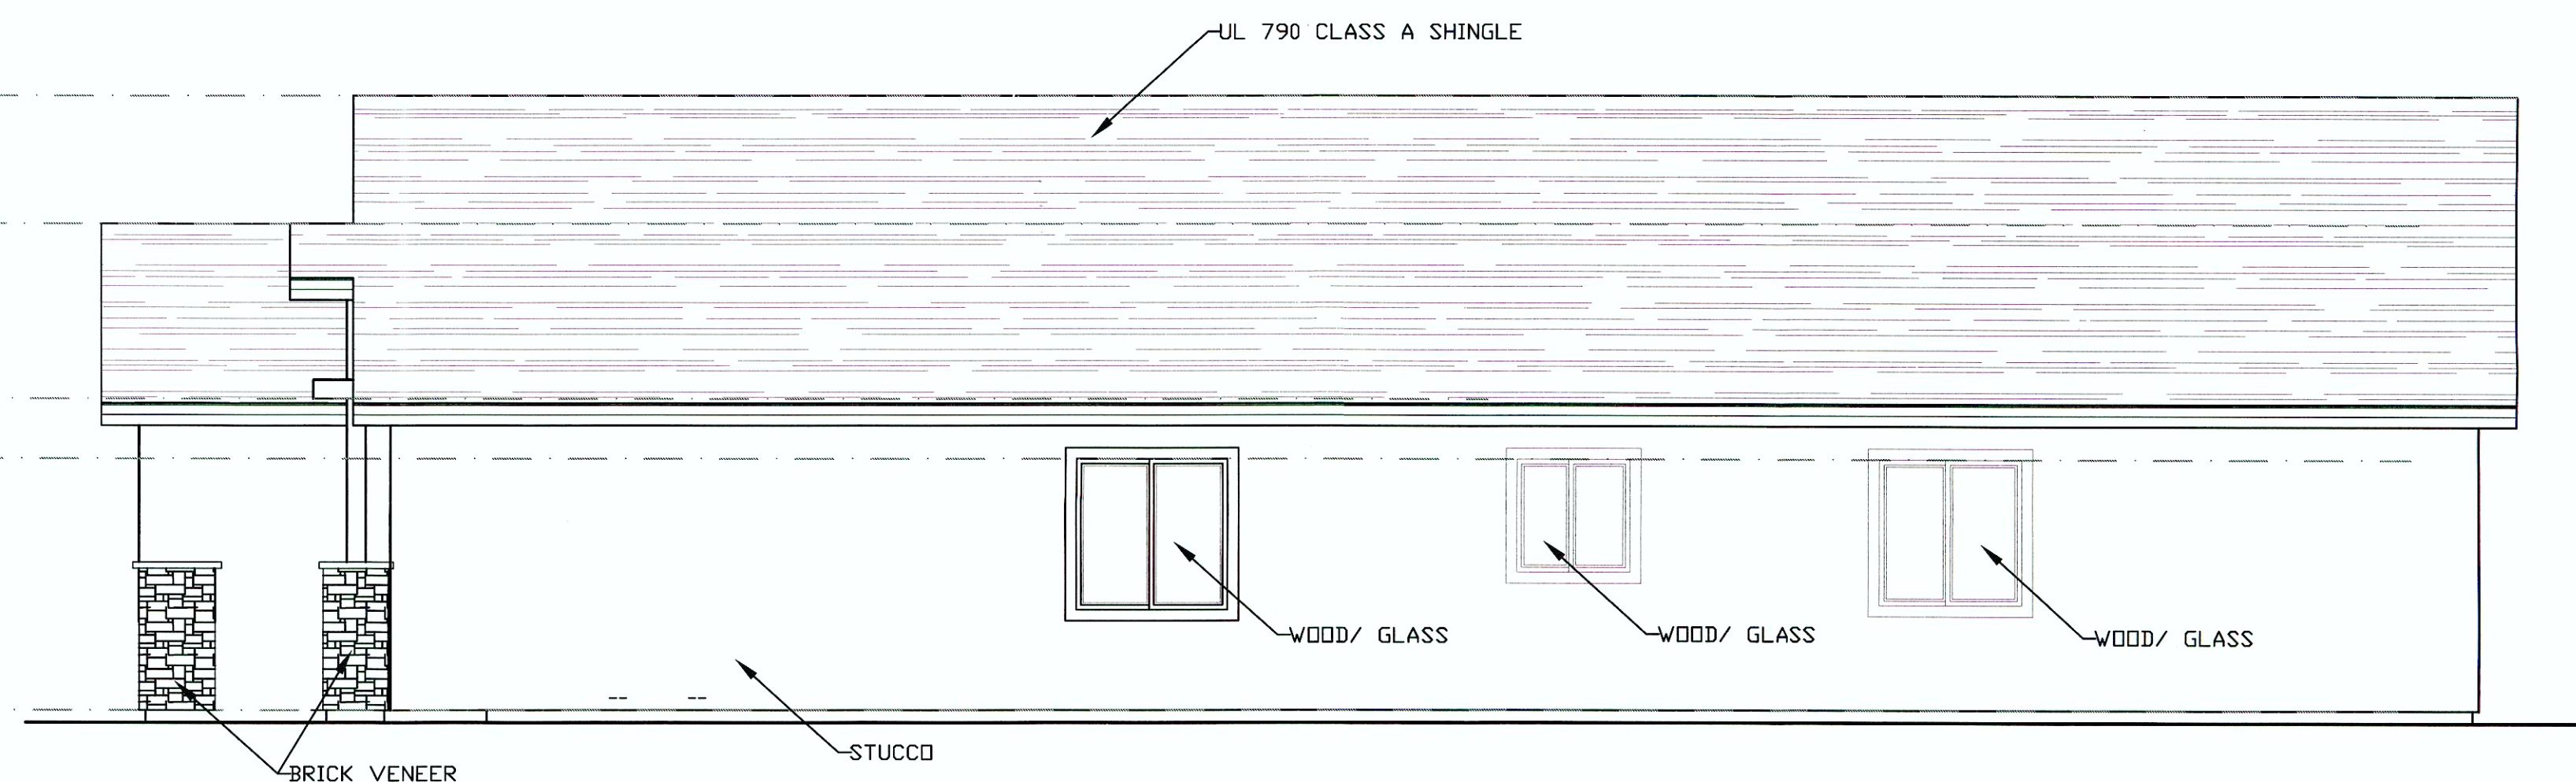 UL 790 CLASS A SHINGLE
WOOD/ GLASS
WOOD/ GLASS
WOOD/ GLASS
STUCCO
BRICK VENEER